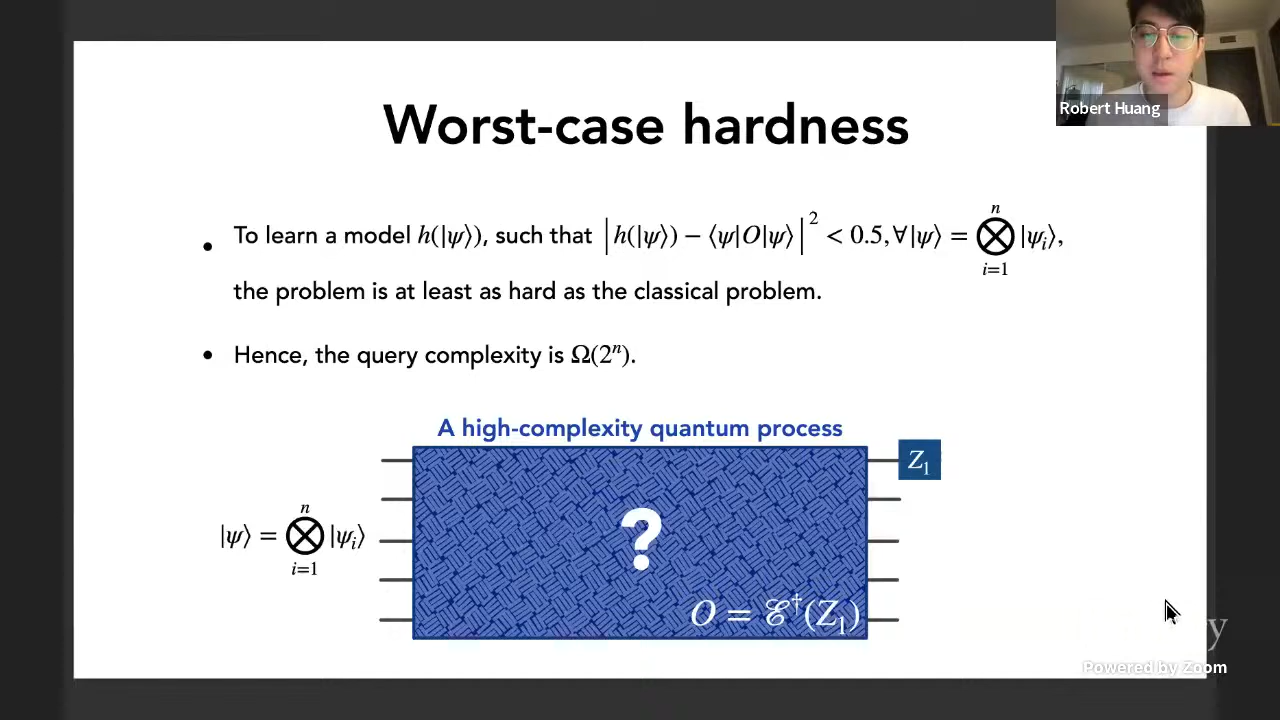 Robert Huang
Worst-case hardness
• To learn a model h(|ψ⟩), such that |h(|ψ⟩) − ⟨ψ|O|ψ⟩|² < 0.5, ∀|ψ⟩ = ⨂ⁿᵢ₌₁ |ψᵢ⟩,
the problem is at least as hard as the classical problem.
• Hence, the query complexity is Ω(2ⁿ).
A high-complexity quantum process
Z₁
|ψ⟩ = ⨂ⁿᵢ₌₁ |ψᵢ⟩
?
O = ℰ†(Z₁)
Powered by Zoom